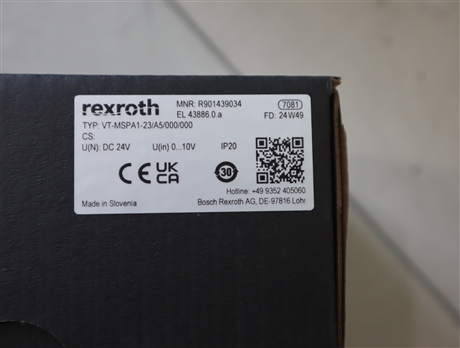 rexroth
MNR: R901439034
7081
EL 43886.0.a
FD: 24W49
TYP: VT-MSPA1-23/A5/000/000
CS:
U(N): DC 24V U(in) 0...10V IP20
CE UK CA 30
Hotline: +49 9352 405060
Made in Slovenia Bosch Rexroth AG, DE-97816 Lohr